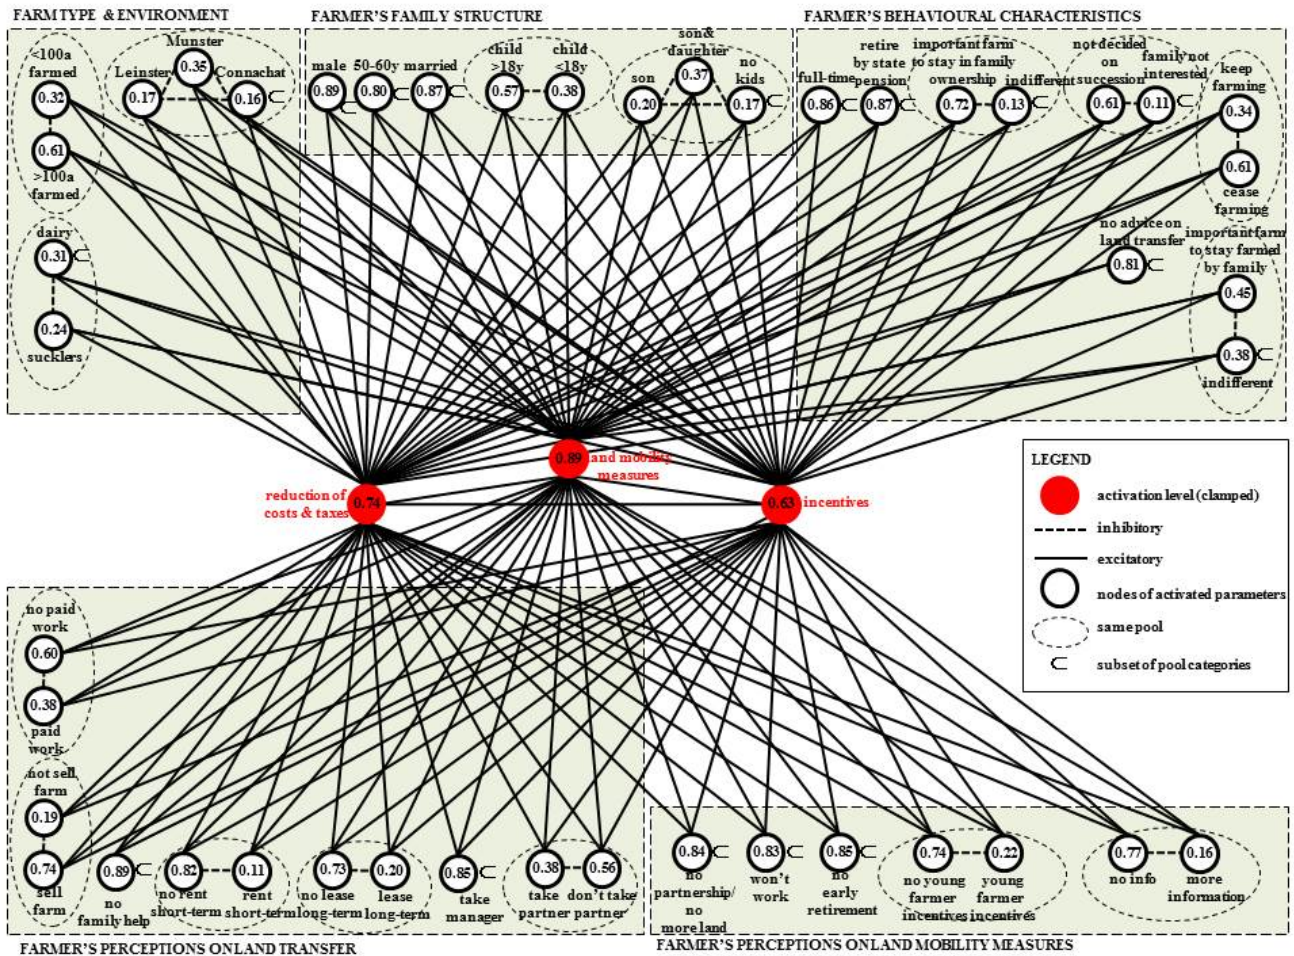 FARM TYPE & ENVIRONMENT
<100a
farmed
0.32
0.61
>100a
farmed
Munster
0.35
Leinster
0.17
Connachat
0.16
dairy
0.31
0.24
sucklers
FARMER'S FAMILY STRUCTURE
male
0.89
50-60y
0.80
married
0.87
child
>18y
0.57
child
<18y
0.38
son&
daughter
0.37
son
0.20
no
kids
0.17
FARMER'S BEHAVIOURAL CHARACTERISTICS
full-time
0.86
retire
by state
pension
0.87
important farm
to stay in family
ownership
0.72
indifferent
0.13
not decided
on
succession
0.61
family not
interested
0.11
keep
farming
0.34
0.61
cease
farming
no advice on
land transfer
0.81
important farm
to stay farmed
by family
0.45
0.38
indifferent
0.89
and mobility
measures
reduction of
costs & taxes
0.74
0.63
incentives
LEGEND
activation level (clamped)
inhibitory
excitatory
nodes of activated parameters
same pool
subset of pool categories
no paid
work
0.60
0.38
paid
work
not sell
farm
0.19
0.74
sell
farm
0.89
no
family help
0.82
no rent
short-term
0.11
rent
short-term
0.73
no lease
long-term
0.20
lease
long-term
0.85
take
manager
0.38
take
partner
0.56
don't take
partner
FARMER'S PERCEPTIONS ON LAND TRANSFER
0.84
no
partnership/
no
more land
0.83
won't
work
0.85
no
early
retirement
0.74
no young
farmer
incentives
0.22
young
farmer
incentives
0.77
no info
0.16
more
information
FARMER'S PERCEPTIONS ON LAND MOBILITY MEASURES